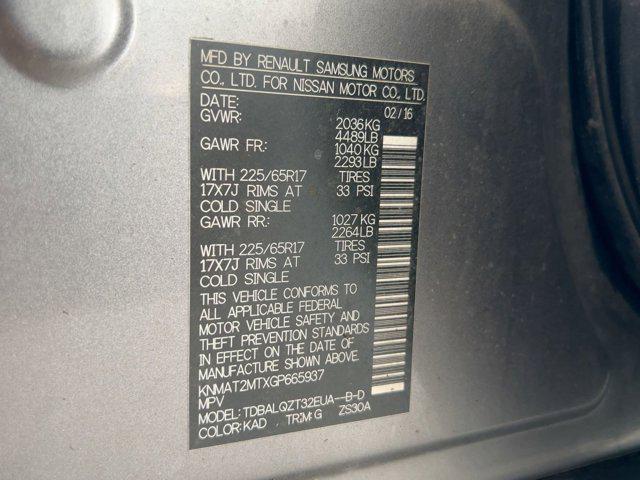 MFD BY RENAULT SAMSUNG MOTORS
CO., LTD. FOR NISSAN MOTOR CO., LTD.
DATE: 02/16
GVWR: 2036KG
4489LB
GAWR FR: 1040KG
2293LB
WITH 225/65R17 TIRES
17X7J RIMS AT 33 PSI
COLD SINGLE
GAWR RR: 1027KG
2264LB
WITH 225/65R17 TIRES
17X7J RIMS AT 33 PSI
COLD SINGLE
THIS VEHICLE CONFORMS TO
ALL APPLICABLE FEDERAL
MOTOR VEHICLE SAFETY AND
THEFT PREVENTION STANDARDS
IN EFFECT ON THE DATE OF
MANUFACTURE SHOWN ABOVE.
KNMAT2MTXGP665937
MPV
MODEL:TDBALQZT32EUA--B-D
COLOR:KAD TRIM:G ZS30A